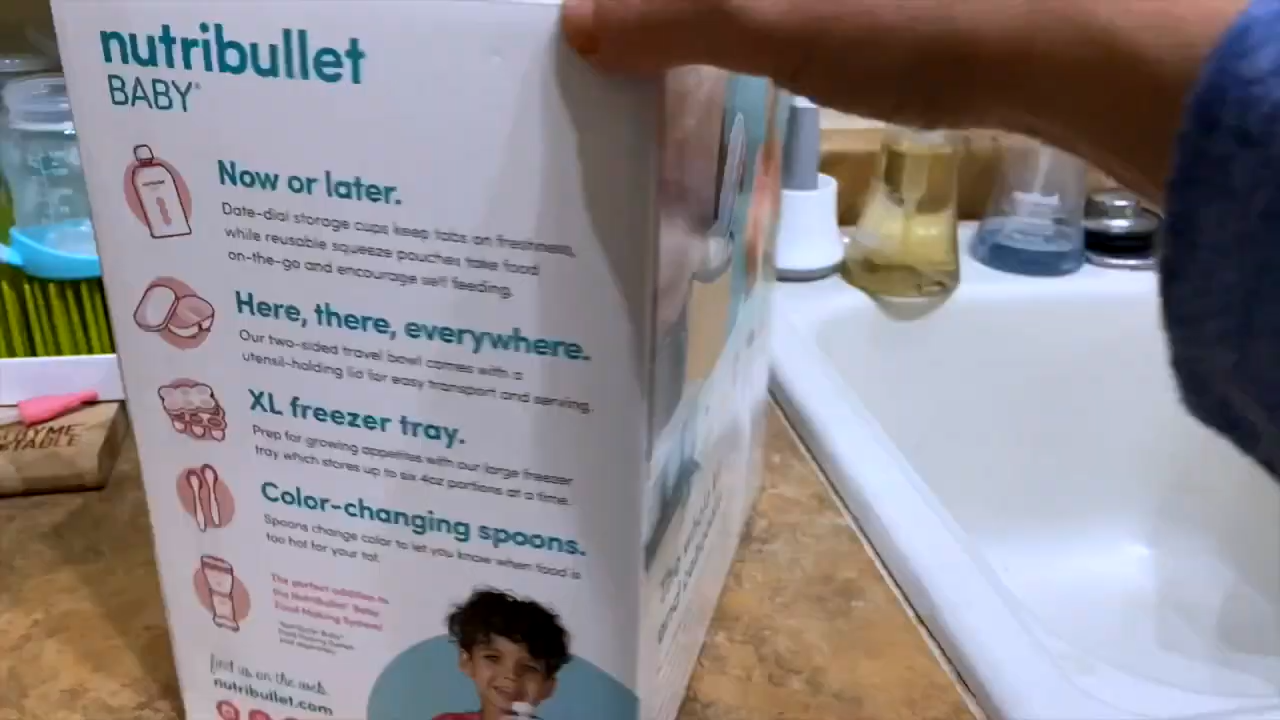 nutribullet
BABY®
Now or later.
Date-dial storage cups keep tabs on freshness,
while reusable squeeze pouches take food
on-the-go and encourage self feeding.
Here, there, everywhere.
Our two-sided travel bowl comes with a
utensil-holding lid for easy transport and serving.
XL freezer tray.
Prep for growing appetites with our large freezer
tray which stores up to six 4oz portions at a time.
Color-changing spoons.
Spoons change color to let you know when food is
too hot for your tot.
The perfect addition to
the NutriBullet® Baby
Food-Making System!
find us on the web.
nutribullet.com